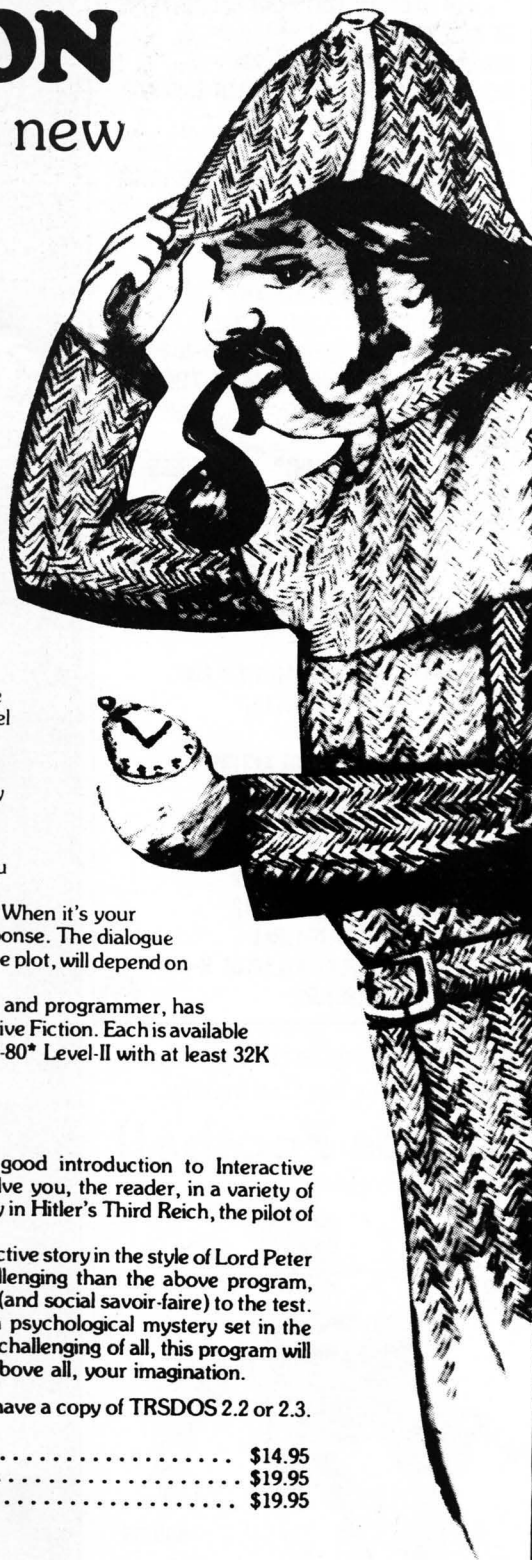 ON
new
el
u
When it's your
onse. The dialogue
e plot, will depend on
and programmer, has
ive Fiction. Each is available
-80* Level-II with at least 32K
good introduction to Interactive
lve you, the reader, in a variety of
y in Hitler's Third Reich, the pilot of
ctive story in the style of Lord Peter
llenging than the above program,
(and social savoir-faire) to the test.
psychological mystery set in the
challenging of all, this program will
bove all, your imagination.
have a copy of TRSDOS 2.2 or 2.3.
.................... $14.95
.................... $19.95
.................... $19.95